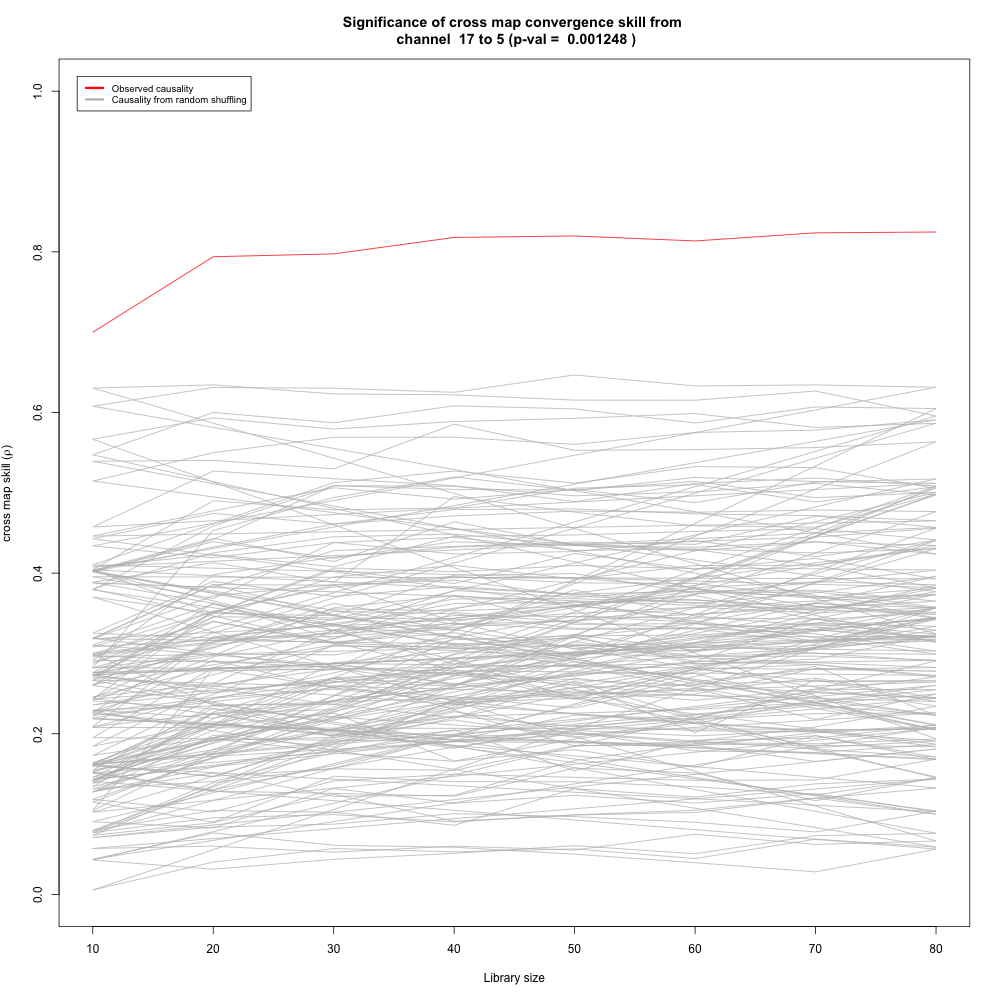 Significance of cross map convergence skill from
channel  17 to 5 (p-val =  0.001248 )
Observed causality
Causality from random shuffling
cross map skill (ρ)
1.0
0.8
0.6
0.4
0.2
0.0
10 20 30 40 50 60 70 80
Library size